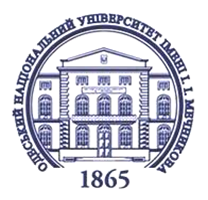 ОДЕСЬКИЙ НАЦІОНАЛЬНИЙ УНІВЕРСИТЕТ ІМЕНІ І. І. МЕЧНИКОВА
1865